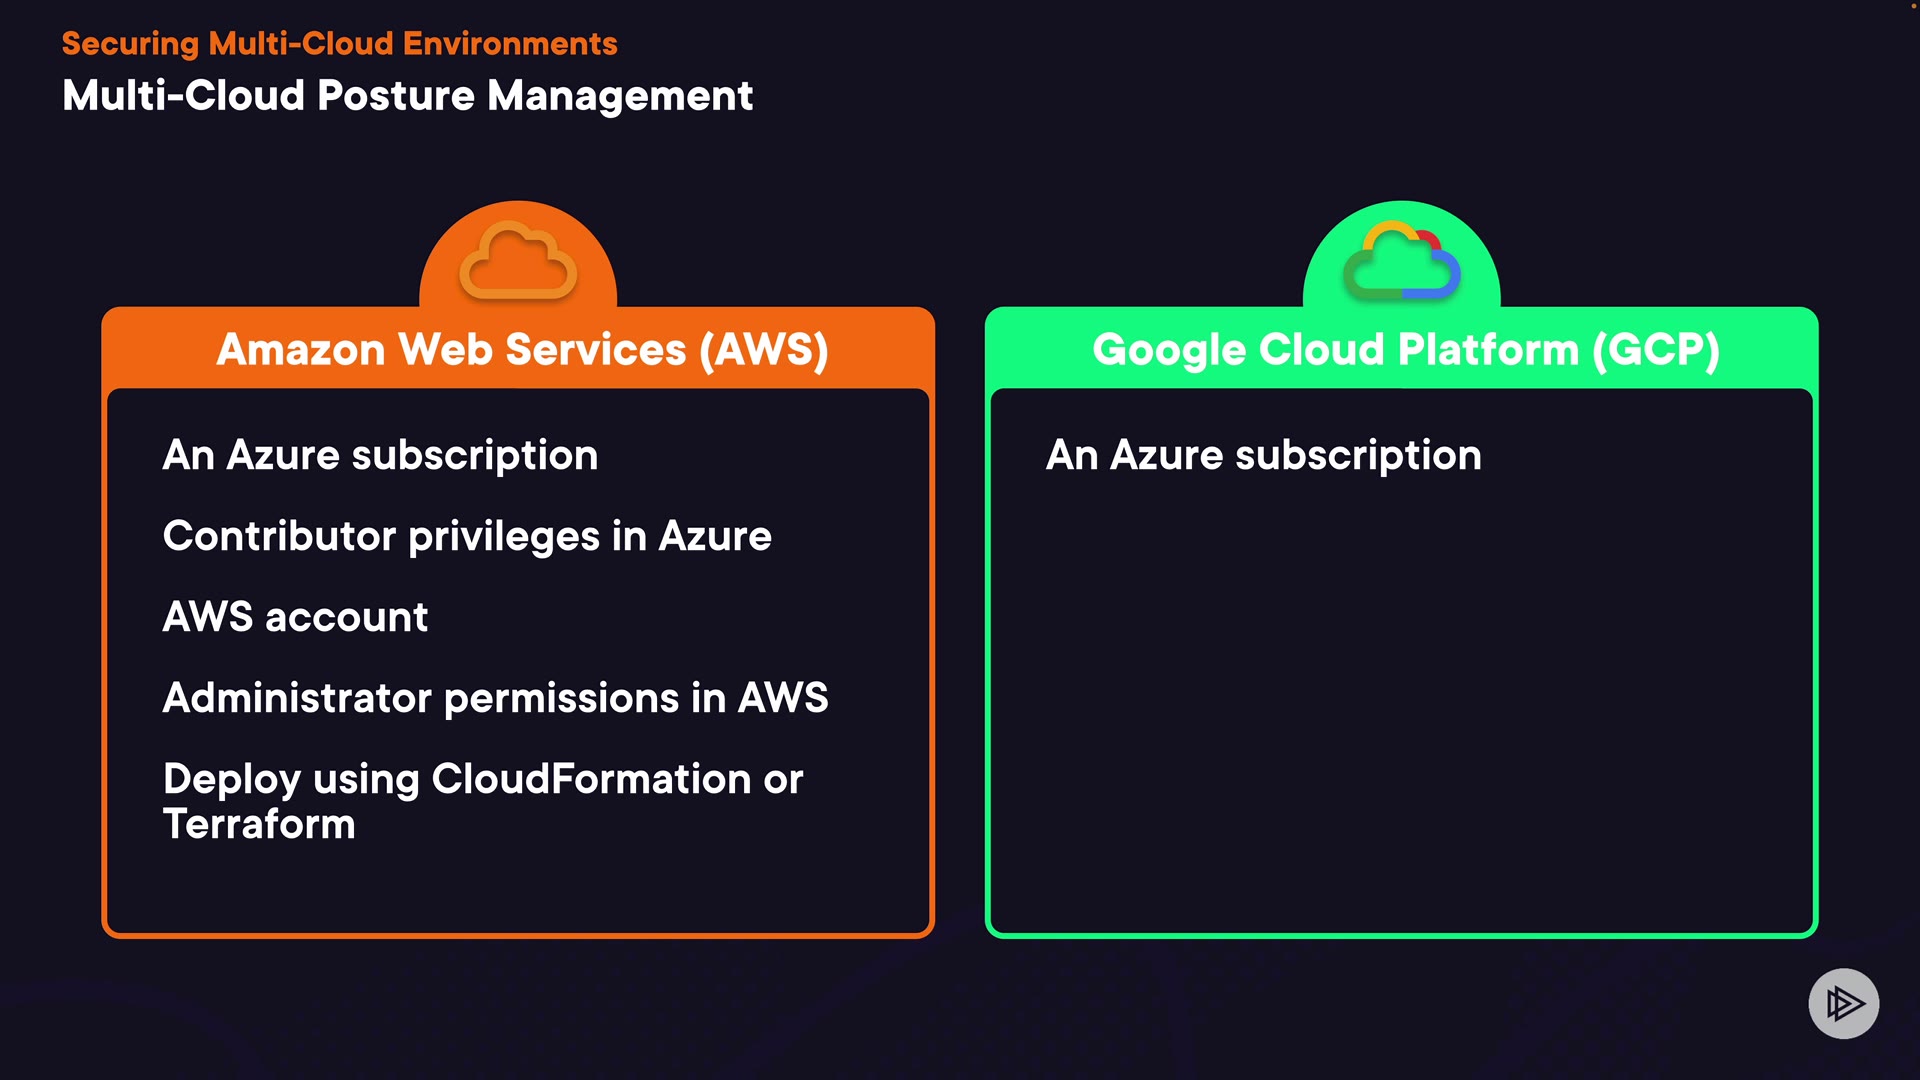 Securing Multi-Cloud Environments
Multi-Cloud Posture Management
Amazon Web Services (AWS)
An Azure subscription
Contributor privileges in Azure
AWS account
Administrator permissions in AWS
Deploy using CloudFormation or
Terraform
Google Cloud Platform (GCP)
An Azure subscription